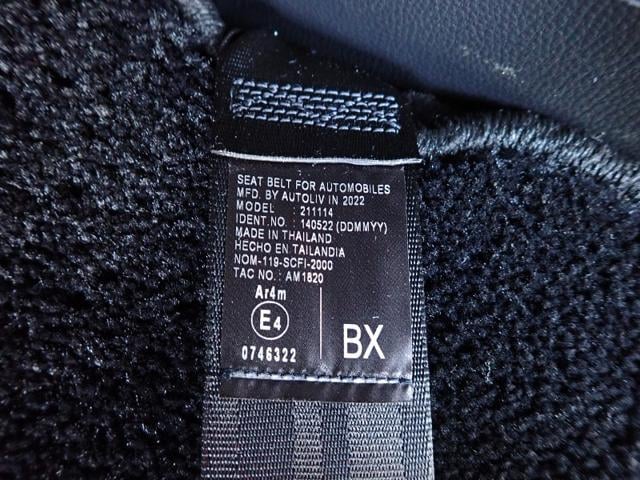 SEAT BELT FOR AUTOMOBILES
MFD. BY AUTOLIV IN 2022
MODEL : 211114
IDENT.NO. : 140522 (DDMMYY)
MADE IN THAILAND
HECHO EN TAILANDIA
NOM-119-SCFI-2000
TAC NO.: AM1820
Ar4m
E4
0746322
BX